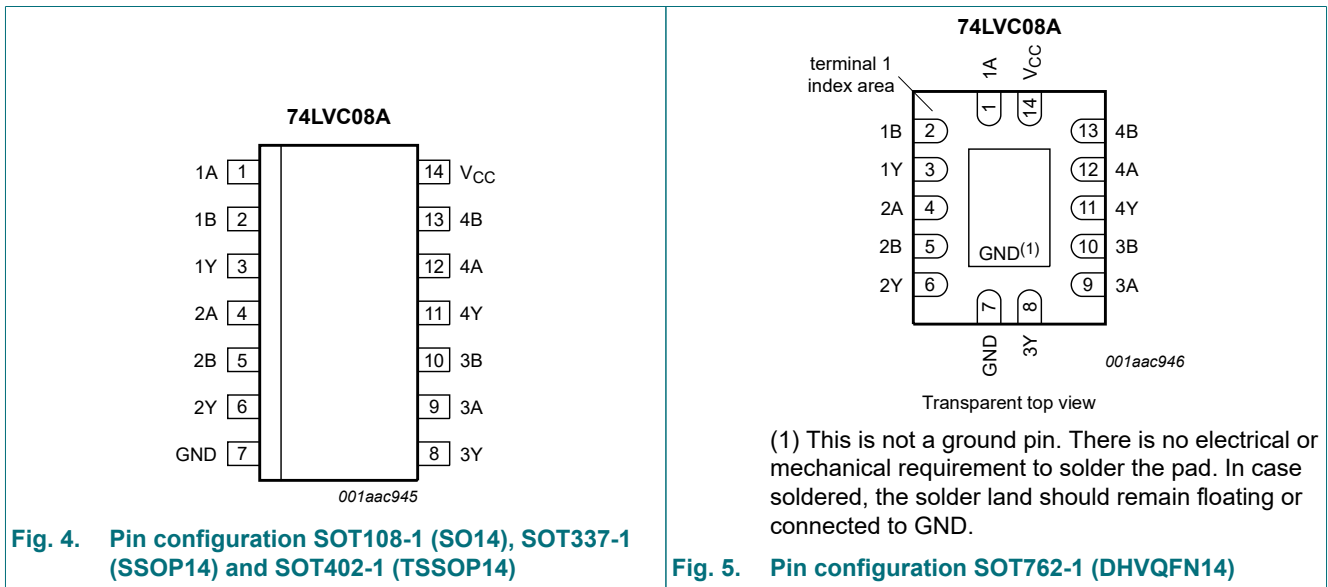 74LVC08A
1A 1
14 VCC
1B 2
13 4B
1Y 3
12 4A
2A 4
11 4Y
2B 5
10 3B
2Y 6
9 3A
GND 7
8 3Y
001aac945
Fig. 4. Pin configuration SOT108-1 (SO14), SOT337-1
(SSOP14) and SOT402-1 (TSSOP14)
74LVC08A
terminal 1
index area
1A
VCC
1
14
1B 2
13 4B
1Y 3
12 4A
2A 4
11 4Y
2B 5
10 3B
GND(1)
2Y 6
9 3A
7
8
GND
3Y
001aac946
Transparent top view
(1) This is not a ground pin. There is no electrical or
mechanical requirement to solder the pad. In case
soldered, the solder land should remain floating or
connected to GND.
Fig. 5. Pin configuration SOT762-1 (DHVQFN14)